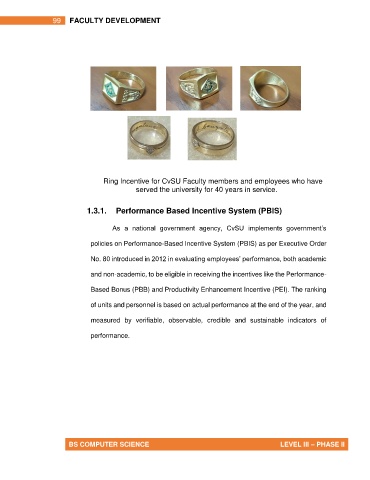 99 FACULTY DEVELOPMENT
Ring Incentive for CvSU Faculty members and employees who have
served the university for 40 years in service.
1.3.1. Performance Based Incentive System (PBIS)
As a national government agency, CvSU implements government's
policies on Performance-Based Incentive System (PBIS) as per Executive Order
No. 80 introduced in 2012 in evaluating employees' performance, both academic
and non-academic, to be eligible in receiving the incentives like the Performance-
Based Bonus (PBB) and Productivity Enhancement Incentive (PEI). The ranking
of units and personnel is based on actual performance at the end of the year, and
measured by verifiable, observable, credible and sustainable indicators of
performance.
BS COMPUTER SCIENCE LEVEL III – PHASE II